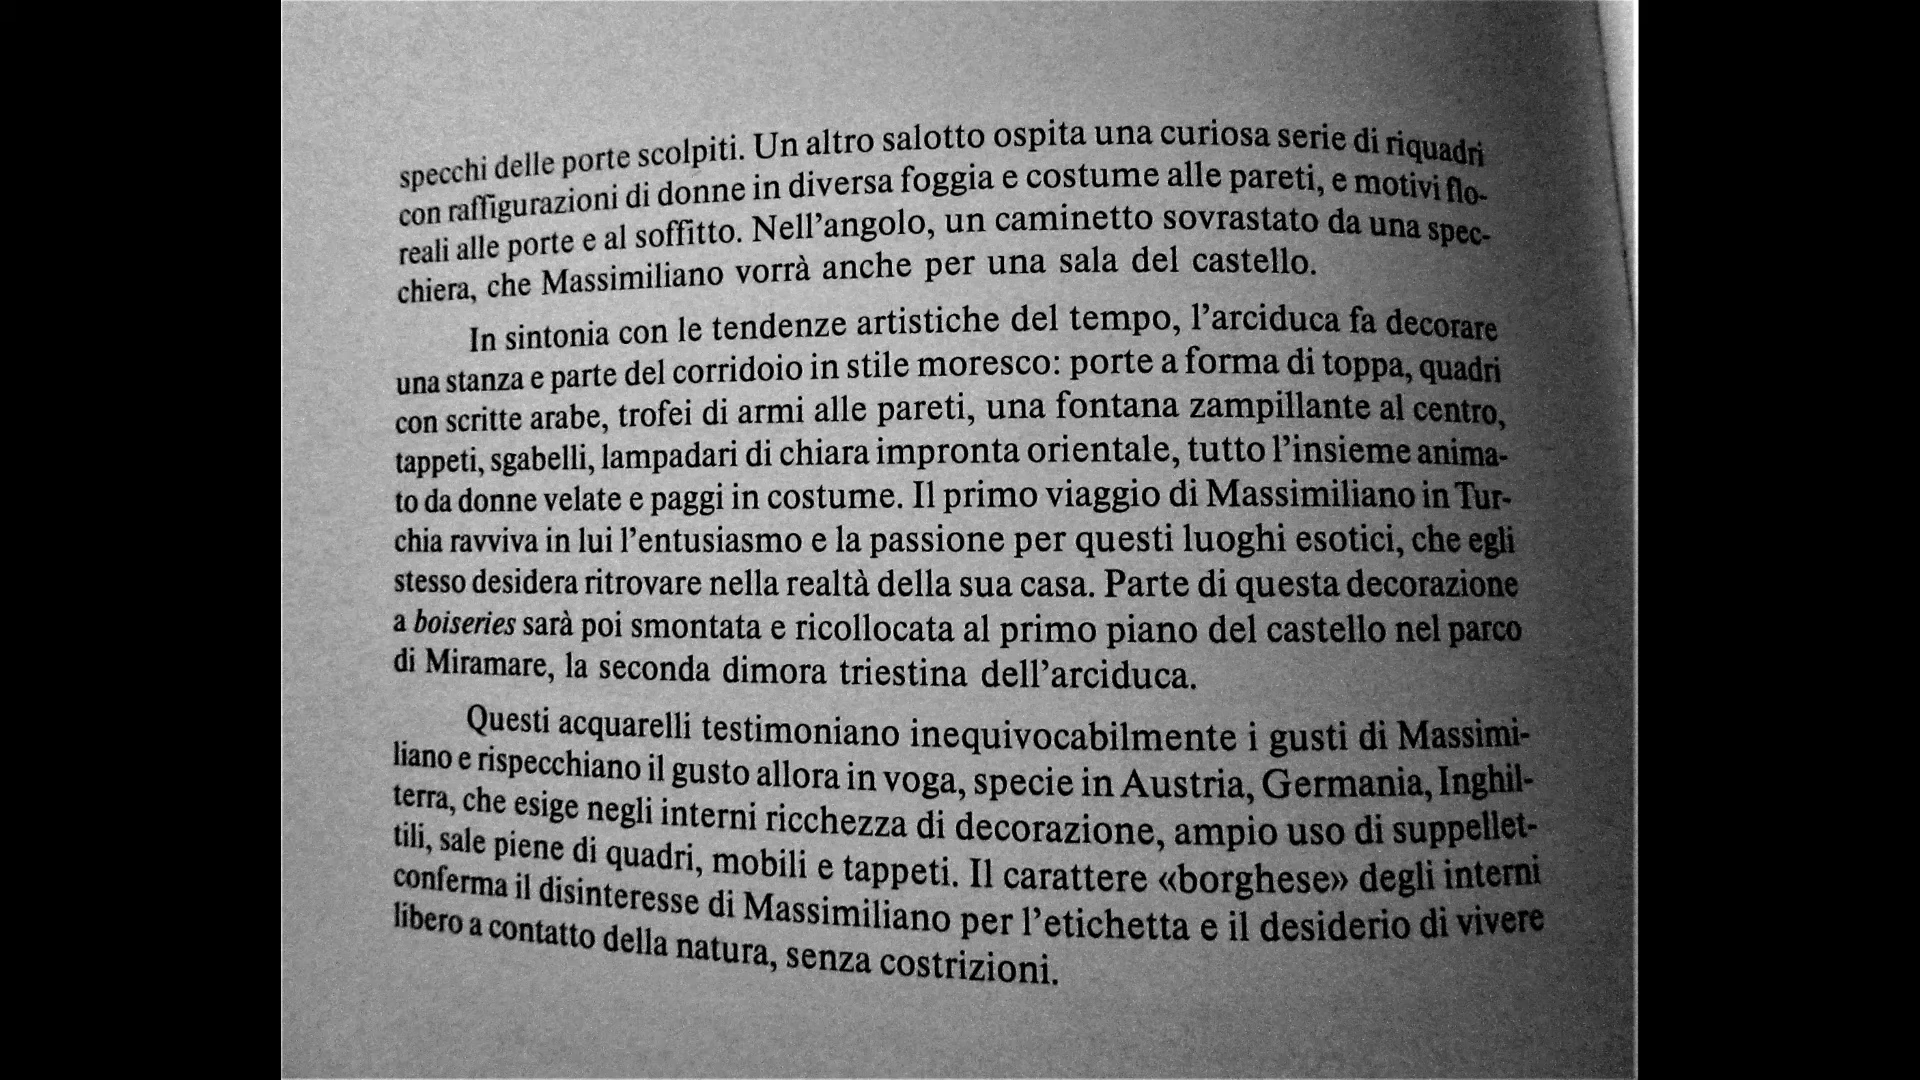 specchi delle porte scolpiti. Un altro salotto ospita una curiosa serie di riquadri
con raffigurazioni di donne in diversa foggia e costume alle pareti, e motivi flo-
reali alle porte e al soffitto. Nell'angolo, un caminetto sovrastato da una spec-
chiera, che Massimiliano vorrà anche per una sala del castello.
In sintonia con le tendenze artistiche del tempo, l'arciduca fa decorare
una stanza e parte del corridoio in stile moresco: porte a forma di toppa, quadri
con scritte arabe, trofei di armi alle pareti, una fontana zampillante al centro,
tappeti, sgabelli, lampadari di chiara impronta orientale, tutto l'insieme anima-
to da donne velate e paggi in costume. Il primo viaggio di Massimiliano in Tur-
chia ravviva in lui l'entusiasmo e la passione per questi luoghi esotici, che egli
stesso desidera ritrovare nella realtà della sua casa. Parte di questa decorazione
a boiseries sarà poi smontata e ricollocata al primo piano del castello nel parco
di Miramare, la seconda dimora triestina dell'arciduca.
Questi acquarelli testimoniano inequivocabilmente i gusti di Massimi-
liano e rispecchiano il gusto allora in voga, specie in Austria, Germania, Inghil-
terra, che esige negli interni ricchezza di decorazione, ampio uso di suppellet-
tili, sale piene di quadri, mobili e tappeti. Il carattere «borghese» degli interni
conferma il disinteresse di Massimiliano per l'etichetta e il desiderio di vivere
libero a contatto della natura, senza costrizioni.